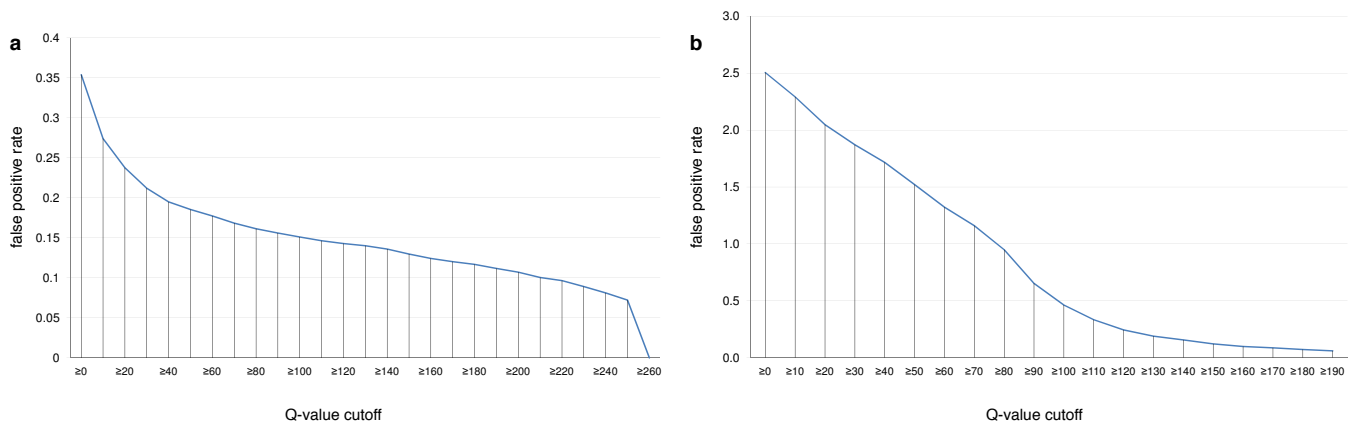 a
false positive rate
0.4
0.35
0.3
0.25
0.2
0.15
0.1
0.05
0
≥0 ≥20 ≥40 ≥60 ≥80 ≥100 ≥120 ≥140 ≥160 ≥180 ≥200 ≥220 ≥240 ≥260
Q-value cutoff
b
false positive rate
3.0
2.5
2.0
1.5
1.0
0.5
0.0
≥0 ≥10 ≥20 ≥30 ≥40 ≥50 ≥60 ≥70 ≥80 ≥90 ≥100 ≥110 ≥120 ≥130 ≥140 ≥150 ≥160 ≥170 ≥180 ≥190
Q-value cutoff